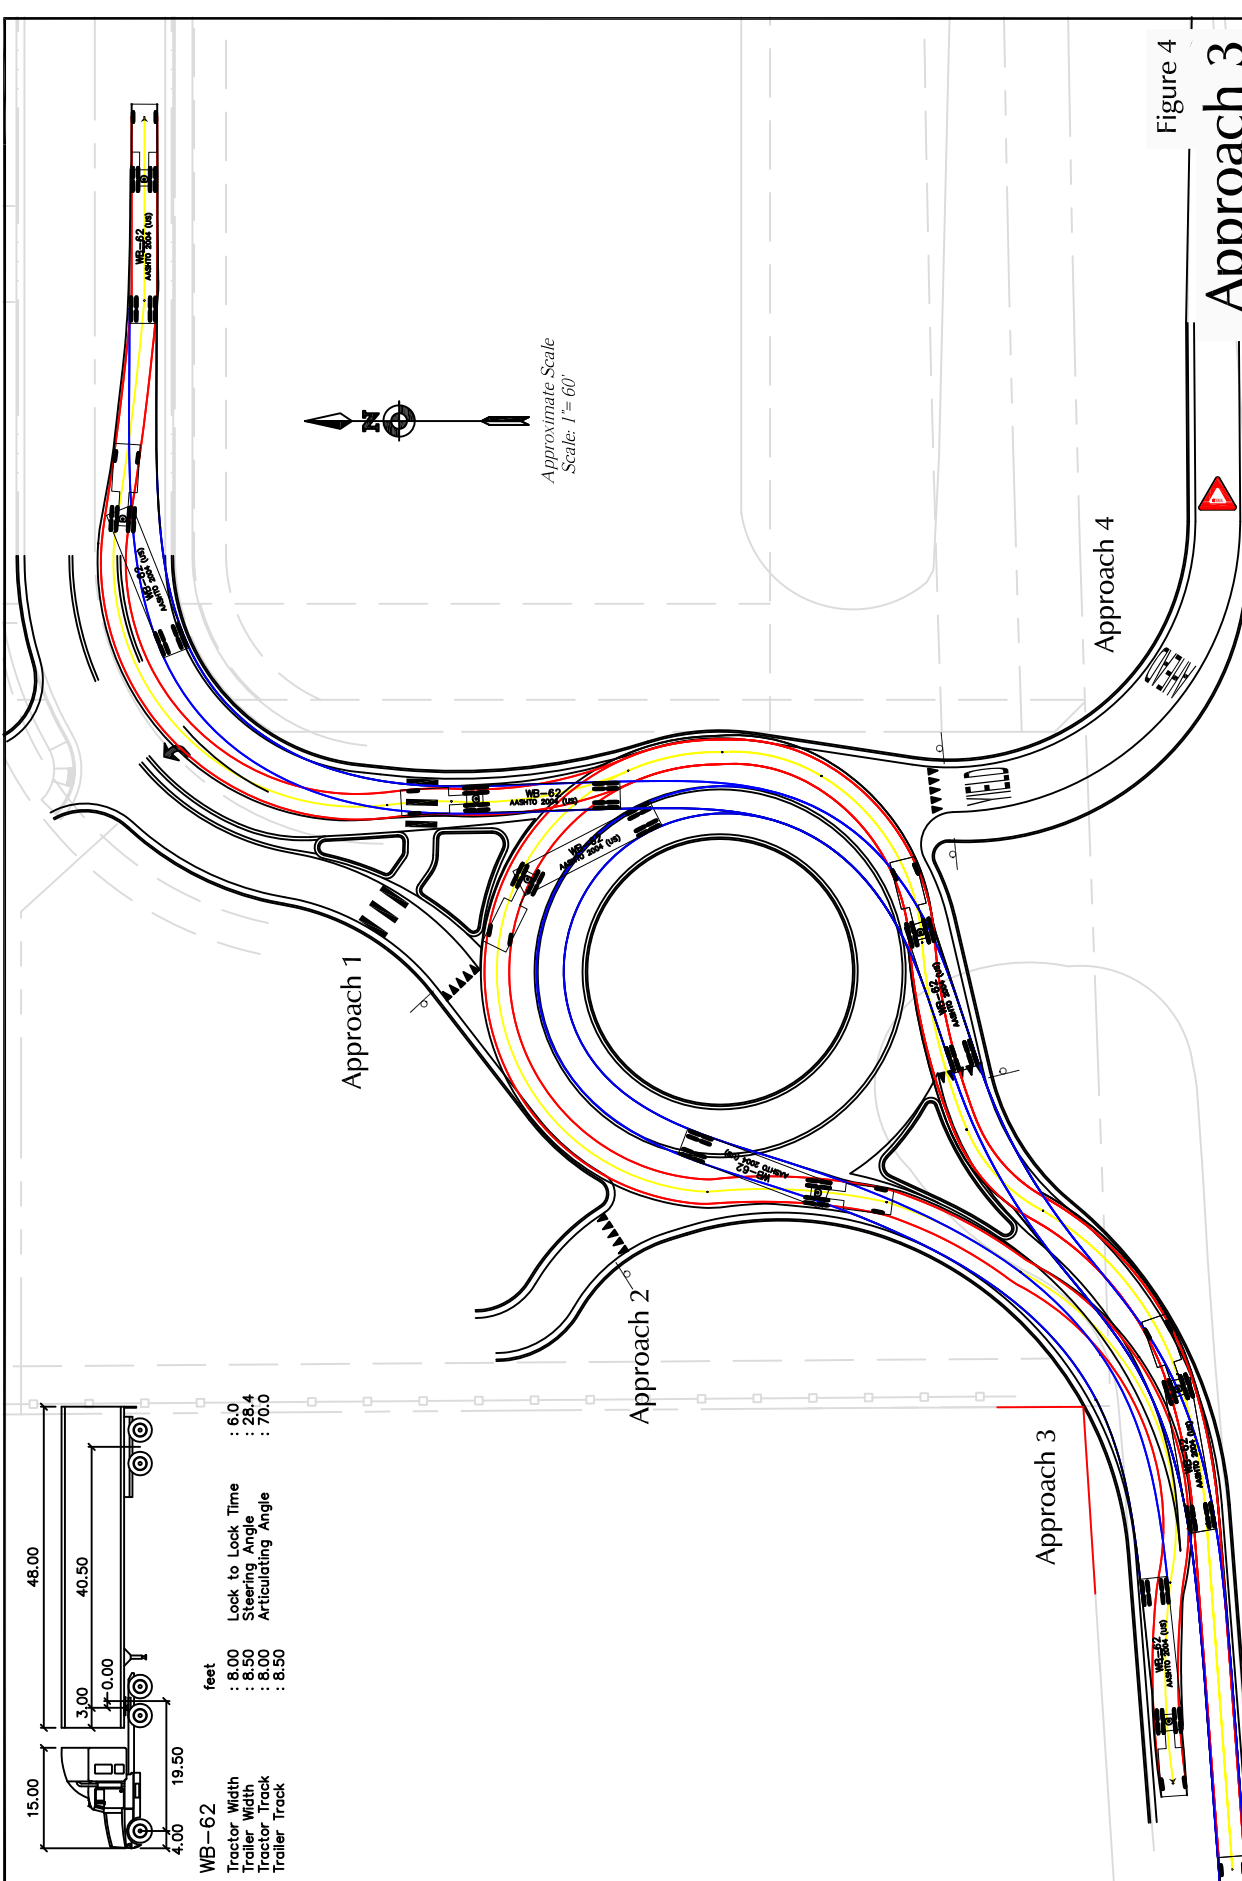 Figure 4
Approach 3
WB-62
AASHTO 2004 (US)
WB-62
AASHTO 2004 (US)
N
Approximate Scale
Scale: 1"= 60'
Approach 4
YIELD
YIELD
WB-62
AASHTO 2004 (US)
WB-62
AASHTO 2004 (US)
WB-62
AASHTO 2004 (US)
Approach 1
WB-62
AASHTO 2004 (US)
Approach 2
Approach 3
WB-62
AASHTO 2004 (US)
WB-62
AASHTO 2004 (US)
48.00
15.00
40.50
3.00
0.00
19.50
4.00
WB-62
feet
Tractor Width : 8.00 Lock to Lock Time : 6.0
Trailer Width : 8.50 Steering Angle : 28.4
Tractor Track : 8.00 Articulating Angle : 70.0
Trailer Track : 8.50